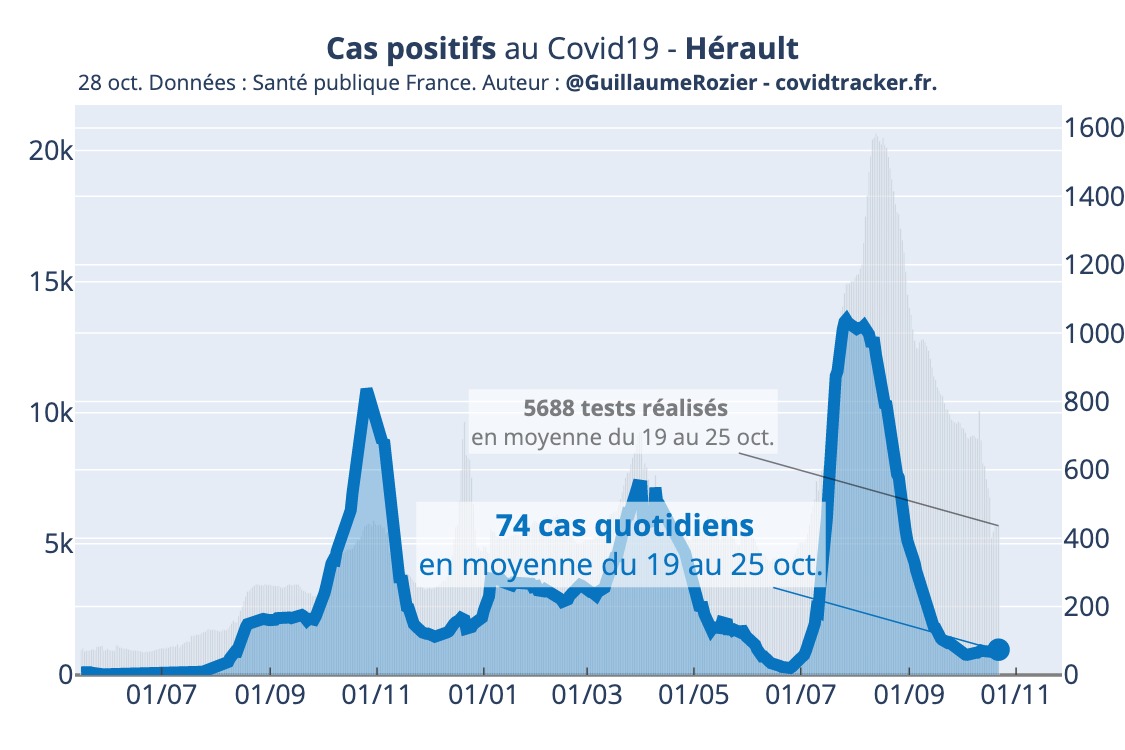 Cas positifs au Covid19 - Hérault
28 oct. Données : Santé publique France. Auteur : @GuillaumeRozier - covidtracker.fr.
1600
20k
1400
1200
15k
1000
800
10k
5688 tests réalisés
en moyenne du 19 au 25 oct.
600
74 cas quotidiens
5k
400
en moyenne du 19 au 25 oct.
200
0
0
01/07 01/09 01/11 01/01 01/03 01/05 01/07 01/09 01/11